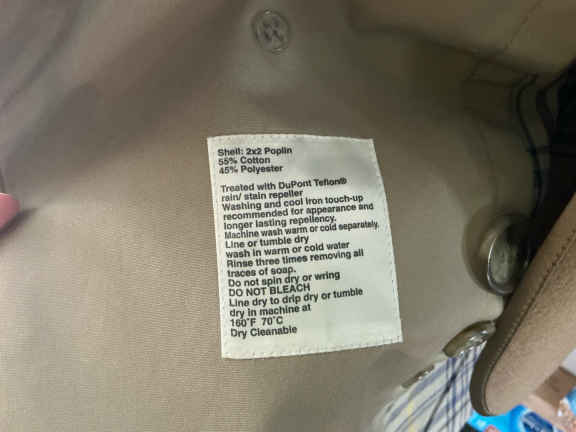 Shell: 2x2 Poplin
55% Cotton
45% Polyester
Treated with DuPont Teflon®
rain/ stain repeller
Washing and cool iron touch-up
recommended for appearance and
longer lasting repellency.
Machine wash warm or cold separately.
Line or tumble dry
wash in warm or cold water
Rinse three times removing all
traces of soap.
Do not spin dry or wring
DO NOT BLEACH
Line dry to drip dry or tumble
dry in machine at
160˚F 70˚C
Dry Cleanable